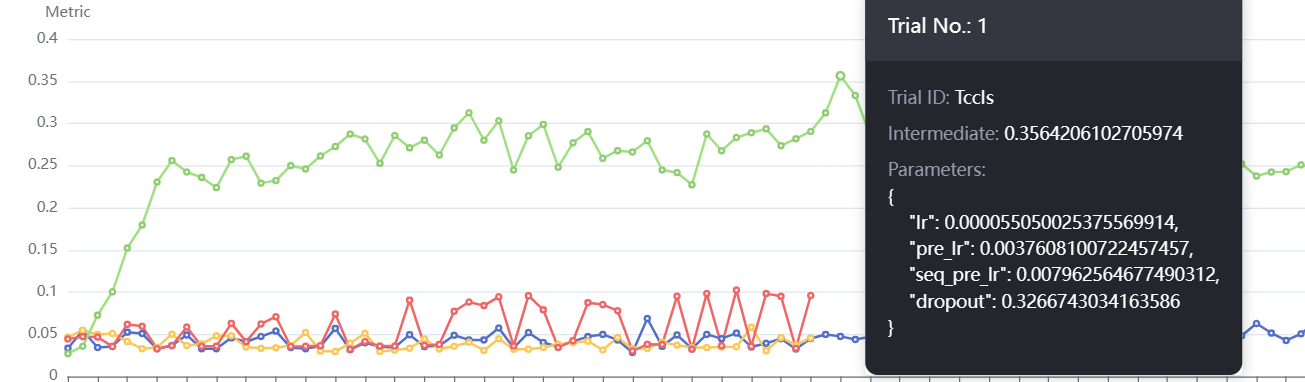 Metric
0.4
0.35
0.3
0.25
0.2
0.15
0.1
0.05
0
Trial No.: 1
Trial ID: Tccls
Intermediate: 0.3564206102705974
Parameters:
{
"lr": 0.000055050025375569914,
"pre_lr": 0.0037608100722457457,
"seq_pre_lr": 0.007962564677490312,
"dropout": 0.3266743034163586
}